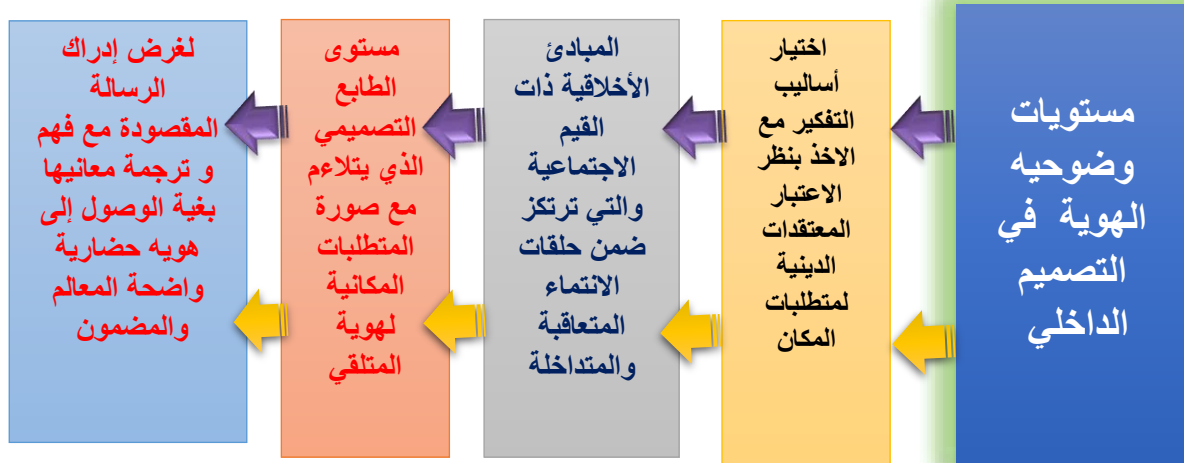 مستويات
وضوحيه
الهوية في
التصميم
الداخلي
اختيار
أساليب
التفكير مع
الاخذ بنظر
الاعتبار
المعتقدات
الدينية
لمتطلبات
المكان
المبادئ
الأخلاقية ذات
القيم
الاجتماعية
والتي ترتكز
ضمن حلقات
الانتماء
المتعاقبة
والمتداخلة
مستوى
الطابع
التصميمي
الذي يتلاءم
مع صورة
المتطلبات
المكانية
لهوية
المتلقي
لغرض إدراك
الرسالة
المقصودة مع فهم
و ترجمة معانيها
بغية الوصول إلى
هويه حضارية
واضحة المعالم
والمضمون